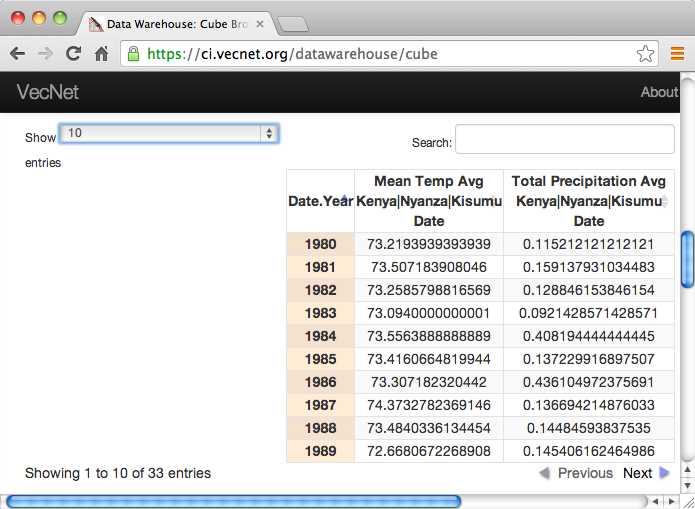 Data Warehouse: Cube Bro
https://ci.vecnet.org/datawarehouse/cube
VecNet About
Show 10 entries
Search:
Date.Year Mean Temp Avg Kenya|Nyanza|Kisumu Date Total Precipitation Avg Kenya|Nyanza|Kisumu Date
1980 73.2193939393939 0.115212121212121
1981 73.507183908046 0.159137931034483
1982 73.2585798816569 0.128846153846154
1983 73.0940000000001 0.0921428571428571
1984 73.5563888888889 0.408194444444445
1985 73.4160664819944 0.137229916897507
1986 73.307182320442 0.436104972375691
1987 74.3732782369146 0.136694214876033
1988 73.4840336134454 0.14484593837535
1989 72.6680672268908 0.145406162464986
Showing 1 to 10 of 33 entries Previous Next